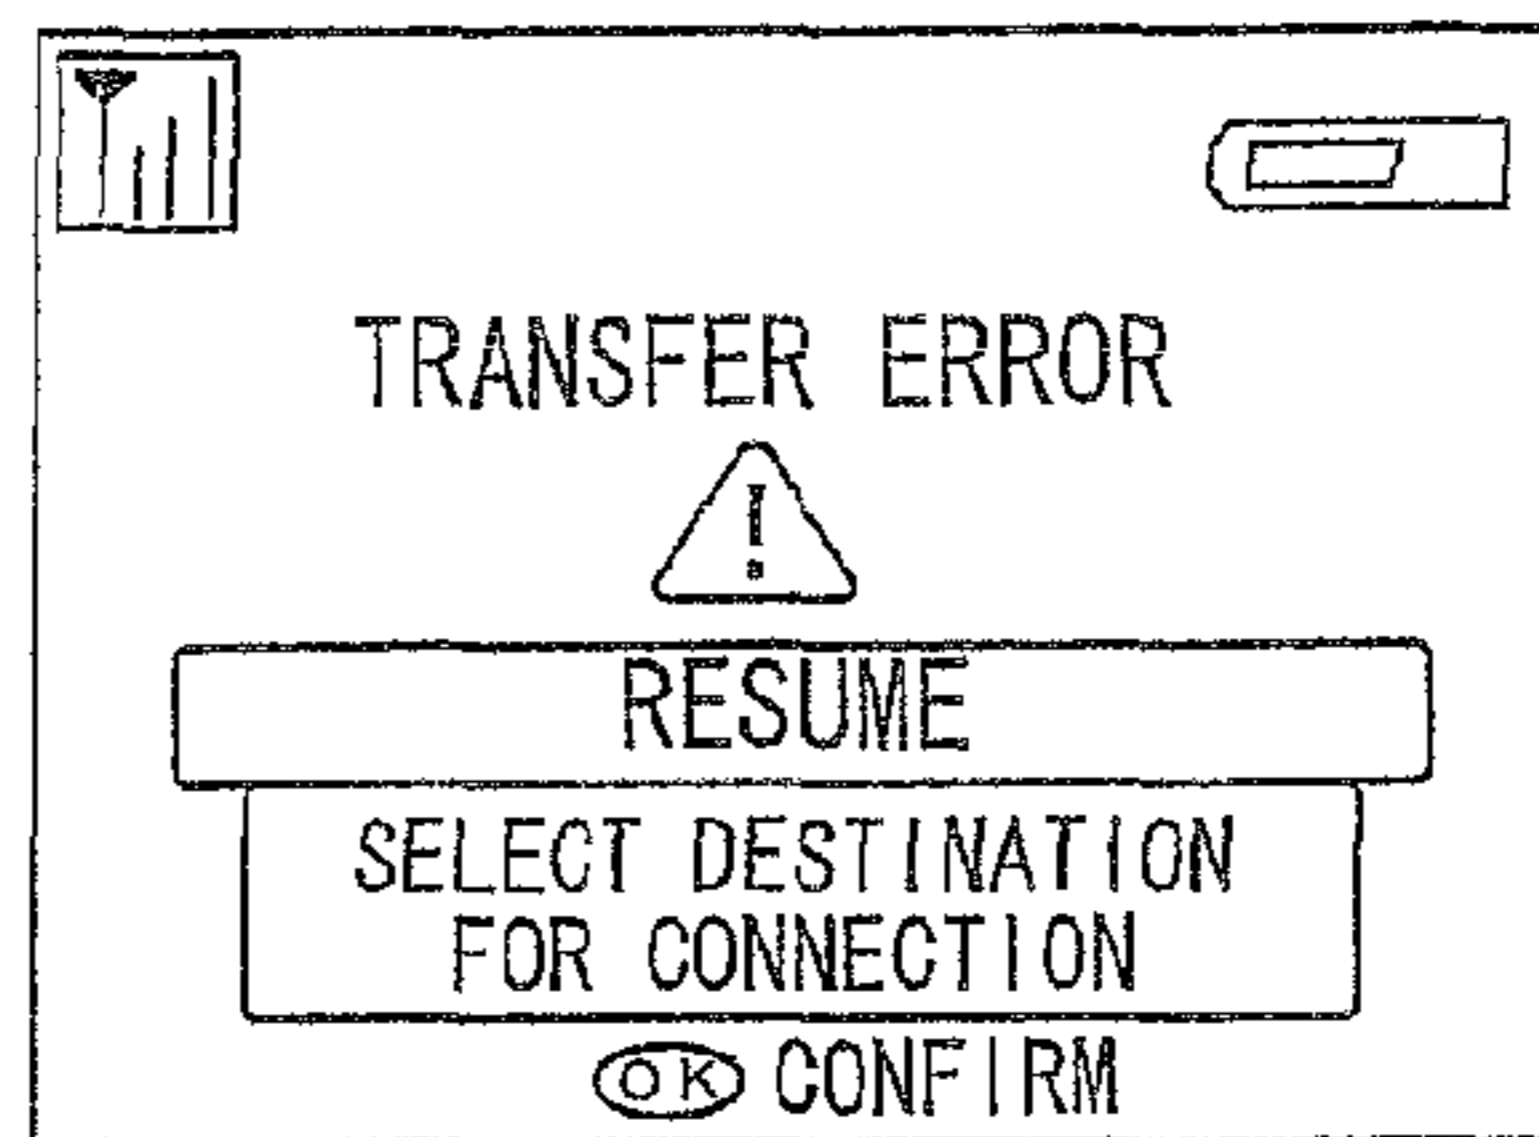 TRANSFER ERROR
!
RESUME
SELECT DESTINATION
FOR CONNECTION
OK CONFIRM